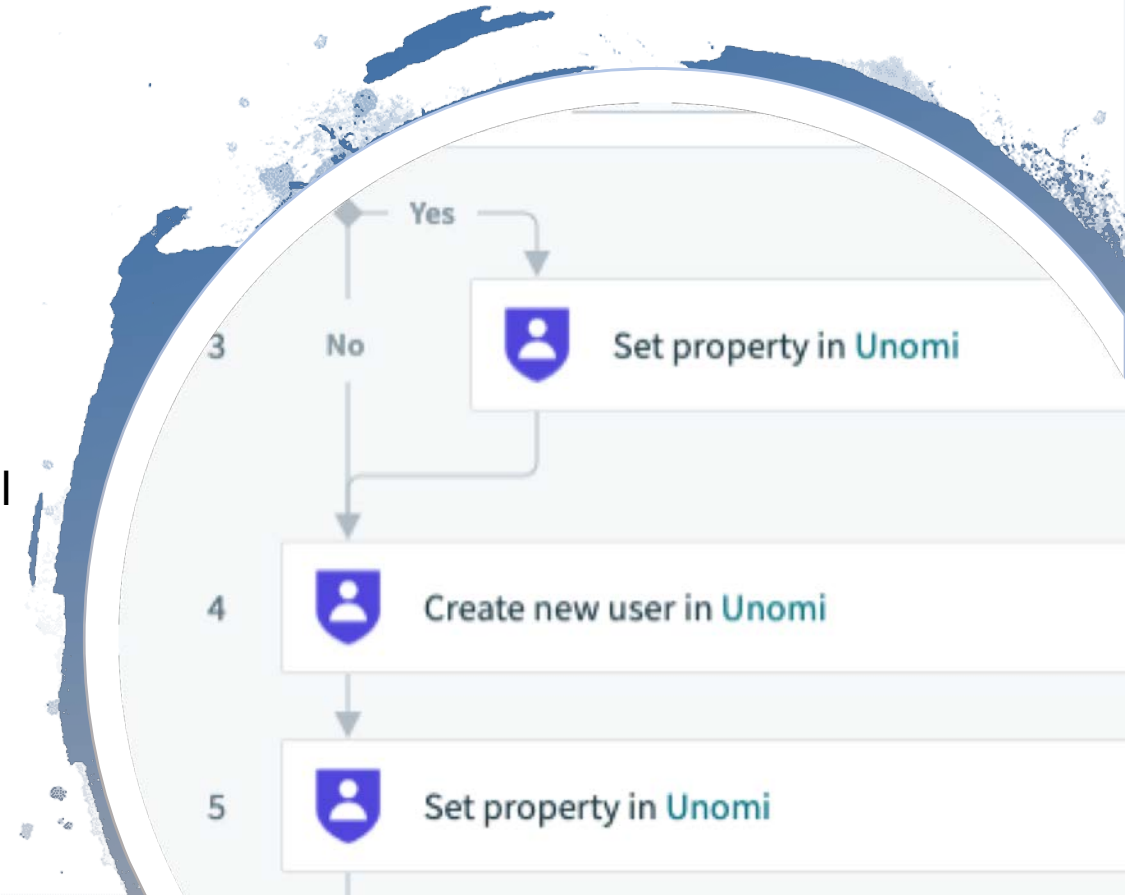 Yes
3
No
Set property in Unomi
l
4
Create new user in Unomi
5
Set property in Unomi